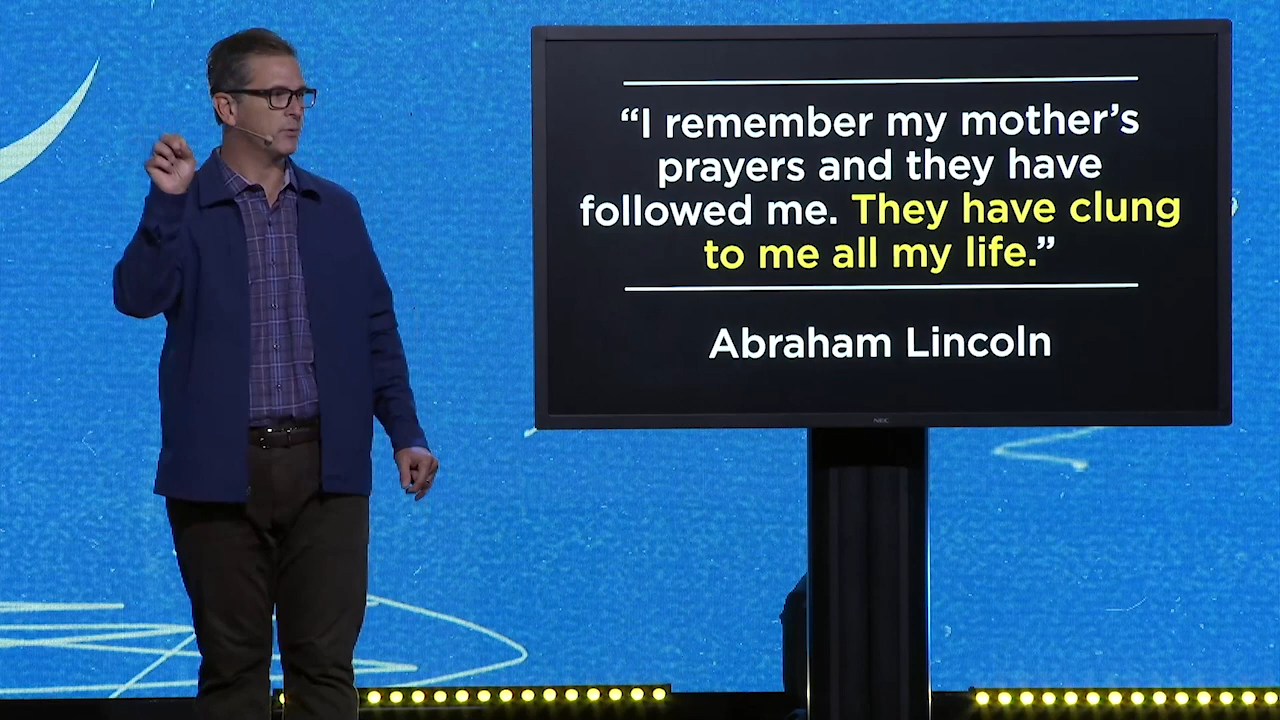 “I remember my mother’s
prayers and they have
followed me. They have clung
to me all my life.”
Abraham Lincoln
NEC